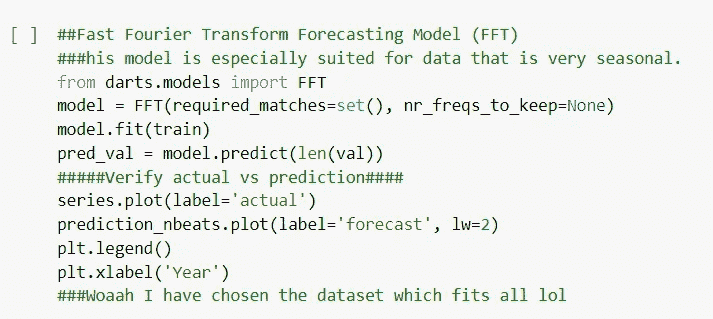 [ ] ##Fast Fourier Transform Forecasting Model (FFT)
###his model is especially suited for data that is very seasonal.
from darts.models import FFT
model = FFT(required_matches=set(), nr_freqs_to_keep=None)
model.fit(train)
pred_val = model.predict(len(val))
#####Verify actual vs prediction####
series.plot(label='actual')
prediction_nbeats.plot(label='forecast', lw=2)
plt.legend()
plt.xlabel('Year')
###Woaah I have chosen the dataset which fits all lol